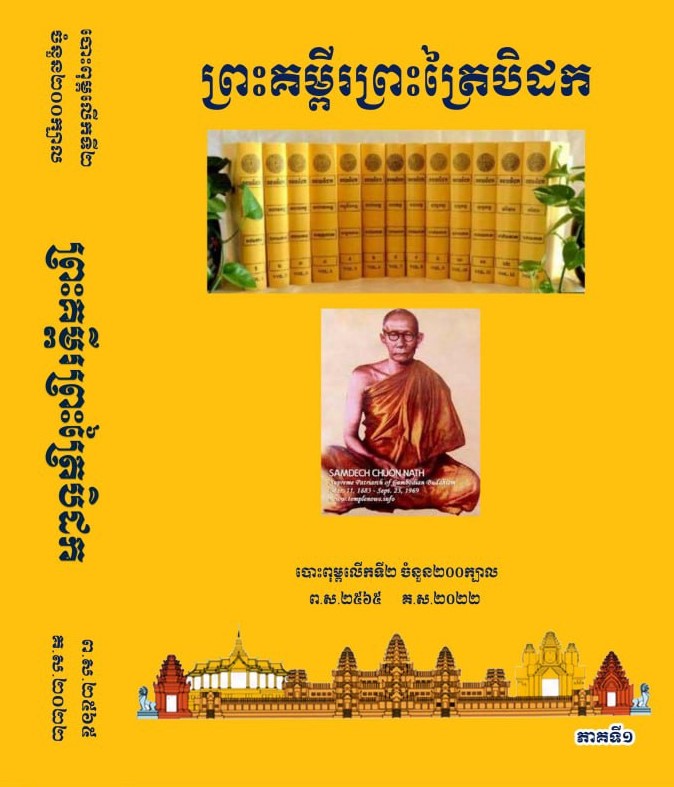 បោះពុម្ពលើកទី២
ចំនួន២០០ក្បាល
ព្រះគម្ពីរព្រះត្រៃបិដក
ព.ស.២៥៦៥
គ.ស.២០២២
ព្រះគម្ពីរព្រះត្រៃបិដក
SAMDECH CHUON NATH
Supreme Patriarch of Cambodian Buddhism
Mar. 11, 1883 - Sept. 25, 1969
www.templenews.info
បោះពុម្ពលើកទី២ ចំនួន២០០ក្បាល
ព.ស.២៥៦៥ គ.ស.២០២២
ភាគទី១